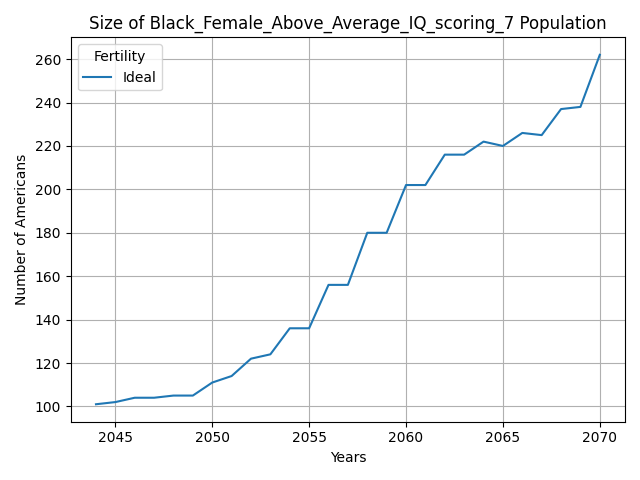 Size of Black_Female_Above_Average_IQ_scoring_7 Population
Fertility
Ideal
Number of Americans
260
240
220
200
180
160
140
120
100
2045 2050 2055 2060 2065 2070
Years